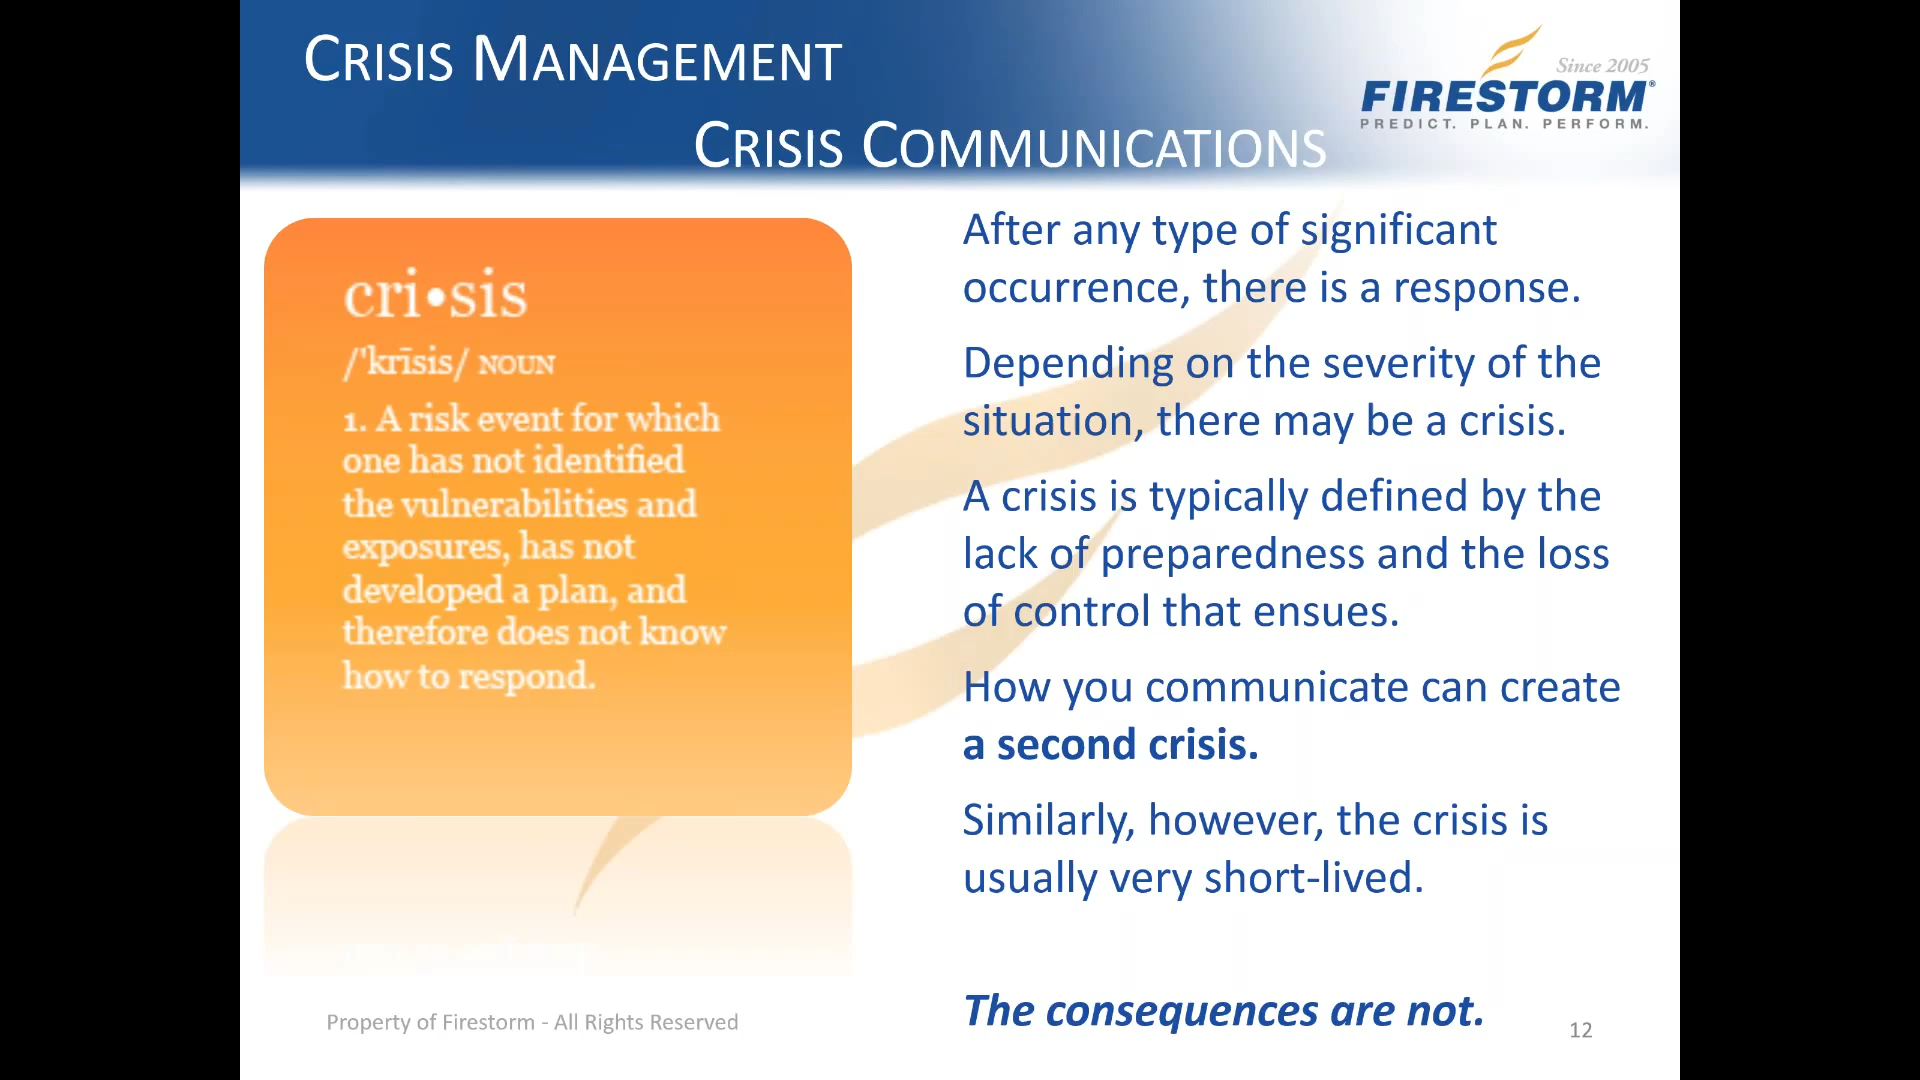 CRISIS MANAGEMENT
CRISIS COMMUNICATIONS
Since 2005
FIRESTORM®
PREDICT. PLAN. PERFORM.
cri•sis
/'krīsis/ NOUN
1. A risk event for which
one has not identified
the vulnerabilities and
exposures, has not
developed a plan, and
therefore does not know
how to respond.
After any type of significant
occurrence, there is a response.
Depending on the severity of the
situation, there may be a crisis.
A crisis is typically defined by the
lack of preparedness and the loss
of control that ensues.
How you communicate can create
a second crisis.
Similarly, however, the crisis is
usually very short-lived.
The consequences are not.
Property of Firestorm - All Rights Reserved
12